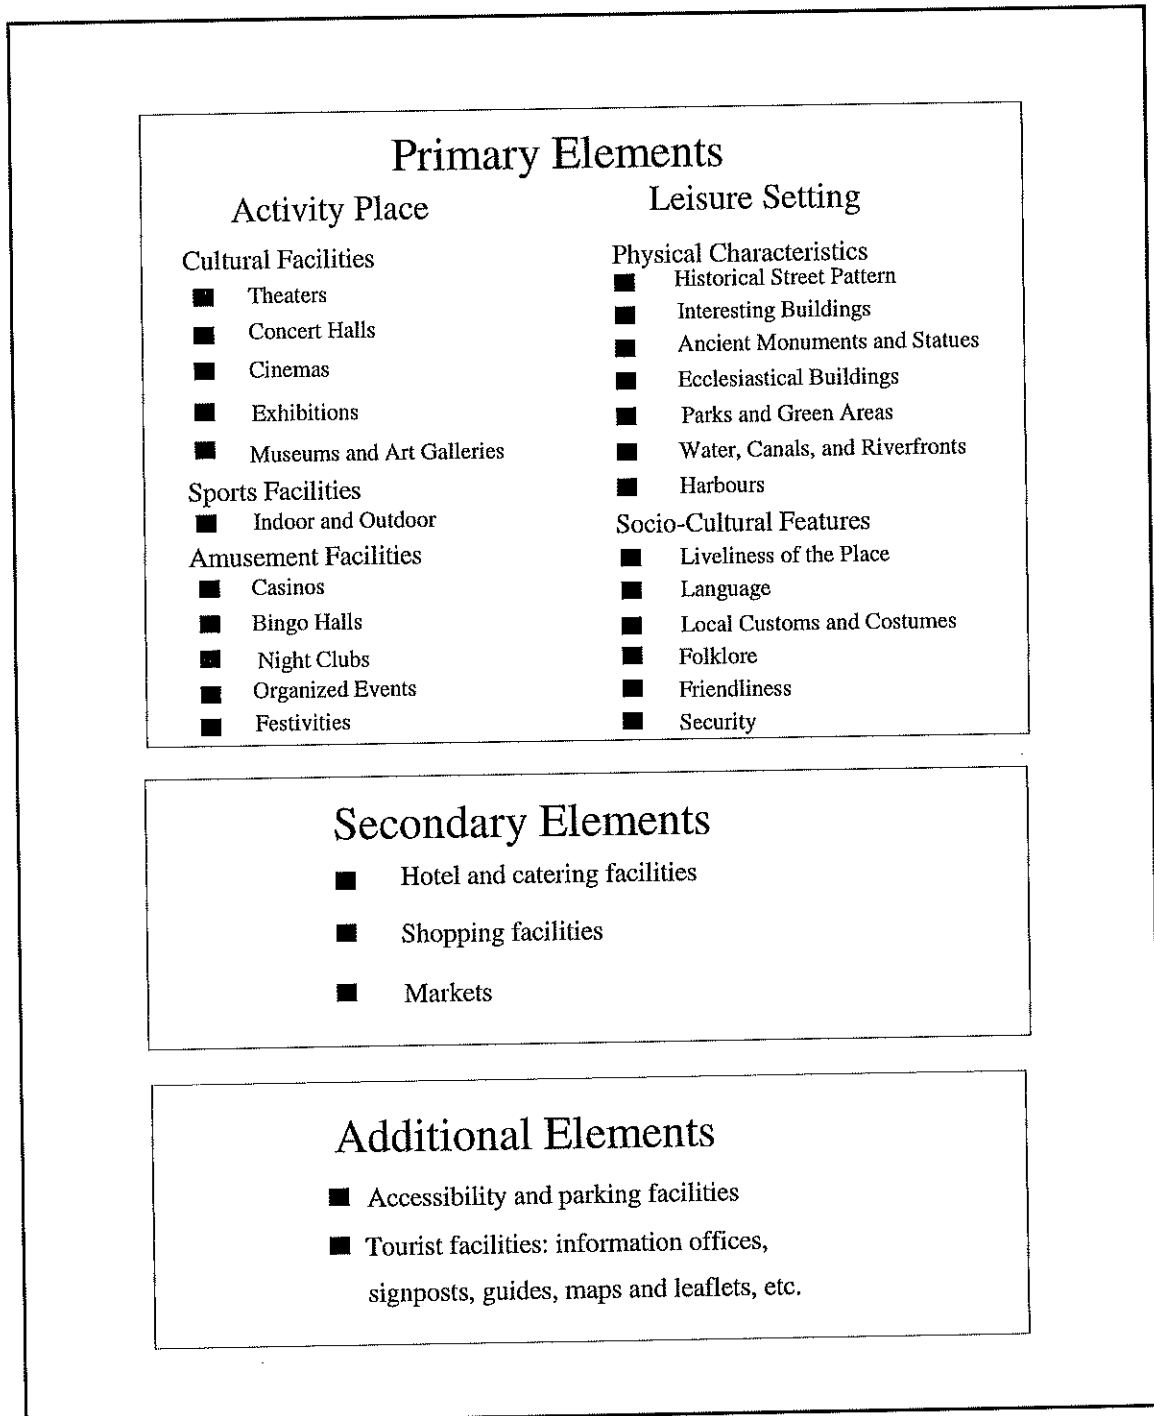 Primary Elements
Activity Place
Cultural Facilities
Theaters
Concert Halls
Cinemas
Exhibitions
Museums and Art Galleries
Sports Facilities
Indoor and Outdoor
Amusement Facilities
Casinos
Bingo Halls
Night Clubs
Organized Events
Festivities
Leisure Setting
Physical Characteristics
Historical Street Pattern
Interesting Buildings
Ancient Monuments and Statues
Ecclesiastical Buildings
Parks and Green Areas
Water, Canals, and Riverfronts
Harbours
Socio-Cultural Features
Liveliness of the Place
Language
Local Customs and Costumes
Folklore
Friendliness
Security
Secondary Elements
Hotel and catering facilities
Shopping facilities
Markets
Additional Elements
Accessibility and parking facilities
Tourist facilities: information offices,
signposts, guides, maps and leaflets, etc.